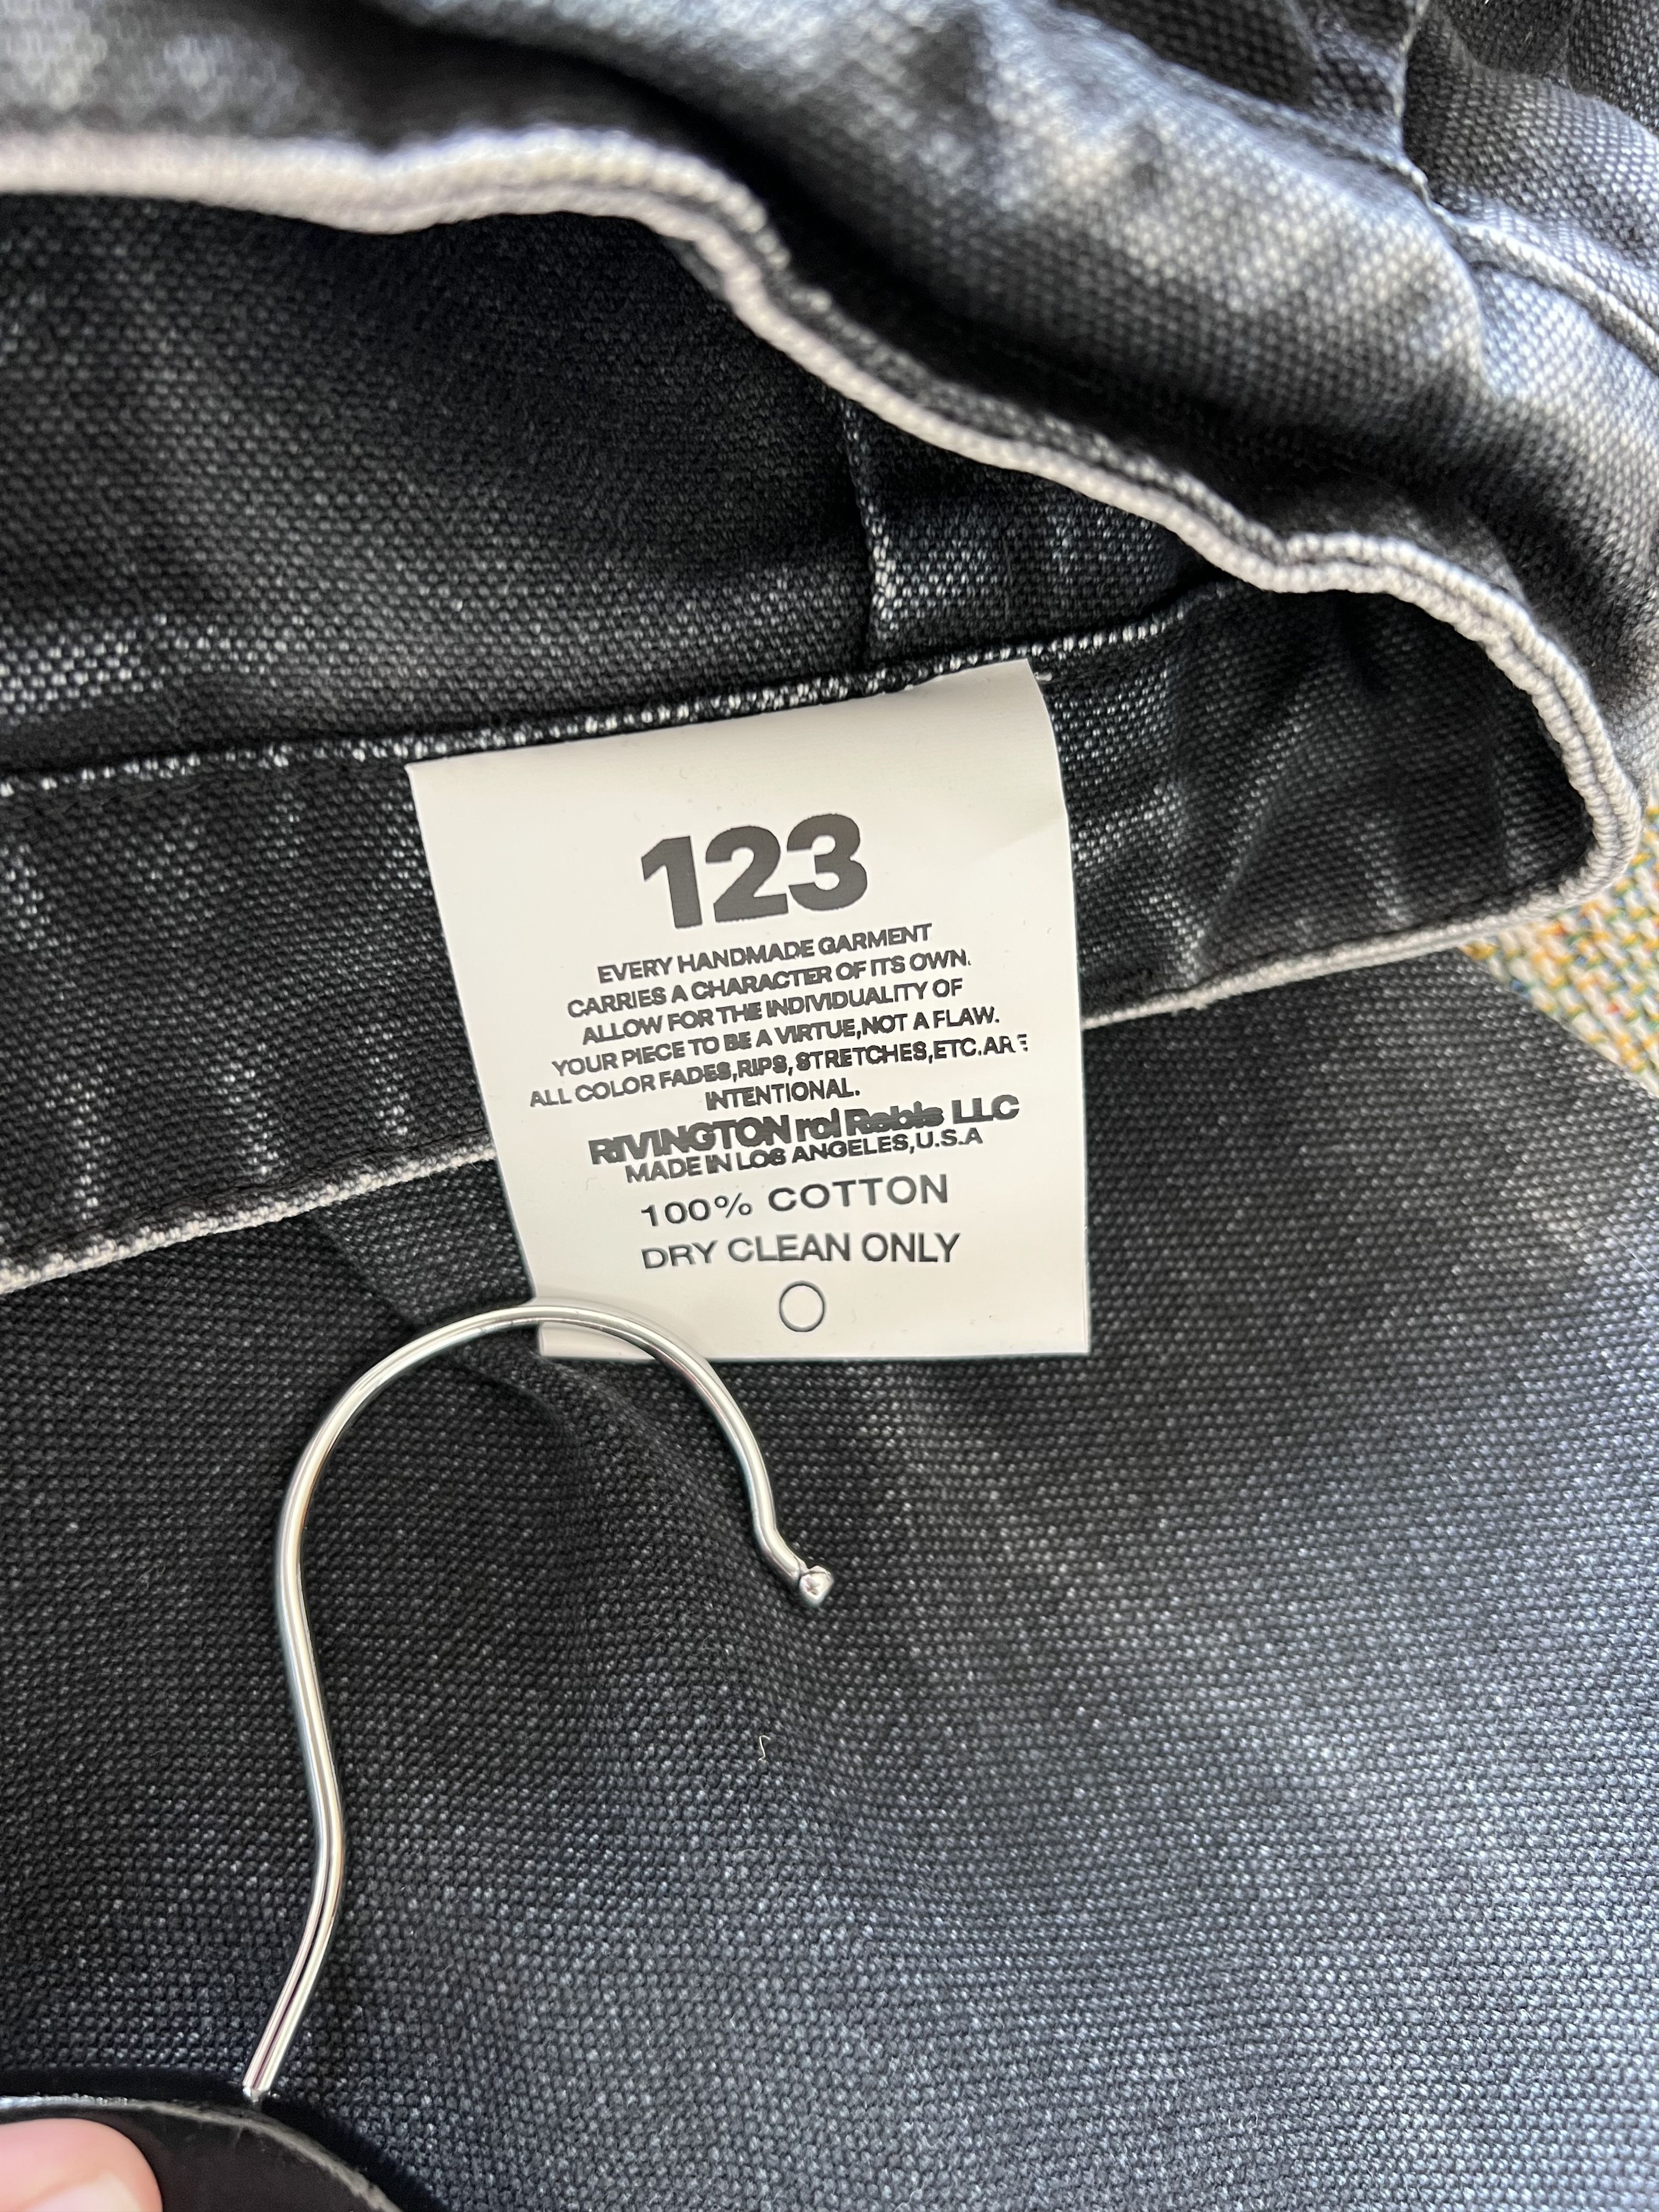 123
EVERY HANDMADE GARMENT
CARRIES A CHARACTER OF ITS OWN.
ALLOW FOR THE INDIVIDUALITY OF
YOUR PIECE TO BE A VIRTUE,NOT A FLAW.
ALL COLOR FADES,RIPS,STRETCHES,ETC.ARE
INTENTIONAL.
RIVINGTON roi Rebis LLC
MADE IN LOS ANGELES,U.S.A
100% COTTON
DRY CLEAN ONLY